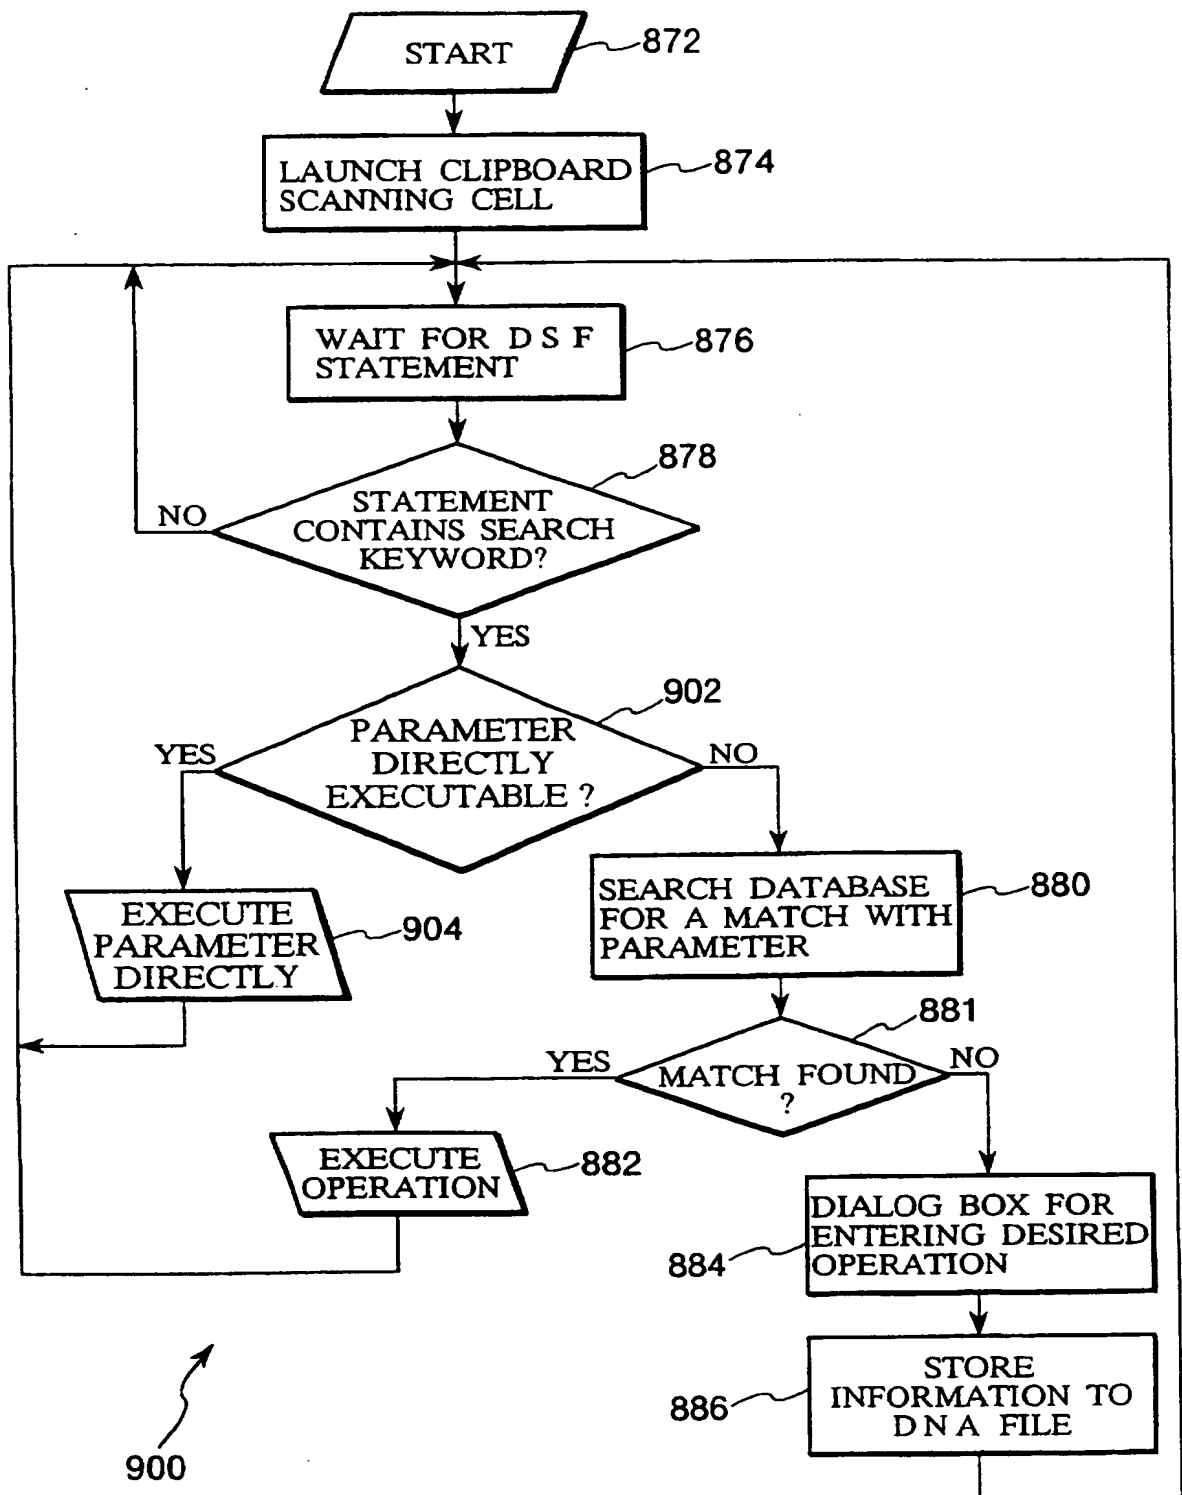 START
872
LAUNCH CLIPBOARD
SCANNING CELL
874
WAIT FOR D S F
STATEMENT
876
878
STATEMENT
CONTAINS SEARCH
KEYWORD?
NO
YES
902
PARAMETER
DIRECTLY
EXECUTABLE ?
YES
NO
EXECUTE
PARAMETER
DIRECTLY
904
SEARCH DATABASE
FOR A MATCH WITH
PARAMETER
880
881
MATCH FOUND
?
YES
NO
EXECUTE
OPERATION
882
DIALOG BOX FOR
ENTERING DESIRED
OPERATION
884
STORE
INFORMATION TO
D N A FILE
886
900